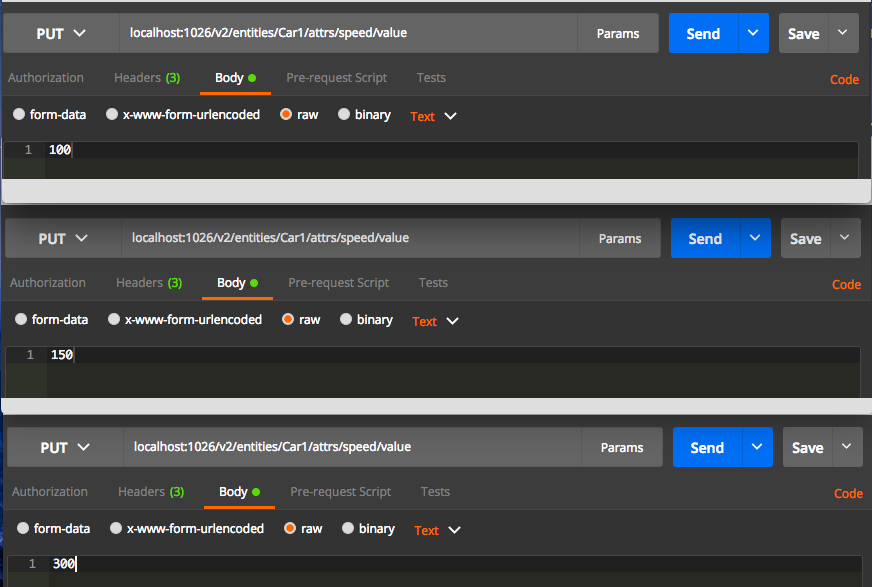 PUT localhost:1026/v2/entities/Car1/attrs/speed/value Params Send Save
Authorization Headers (3) Body Pre-request Script Tests Code
form-data x-www-form-urlencoded raw binary Text
1 100
PUT localhost:1026/v2/entities/Car1/attrs/speed/value Params Send Save
Authorization Headers (3) Body Pre-request Script Tests Code
form-data x-www-form-urlencoded raw binary Text
1 150
PUT localhost:1026/v2/entities/Car1/attrs/speed/value Params Send Save
Authorization Headers (3) Body Pre-request Script Tests Code
form-data x-www-form-urlencoded raw binary Text
1 300